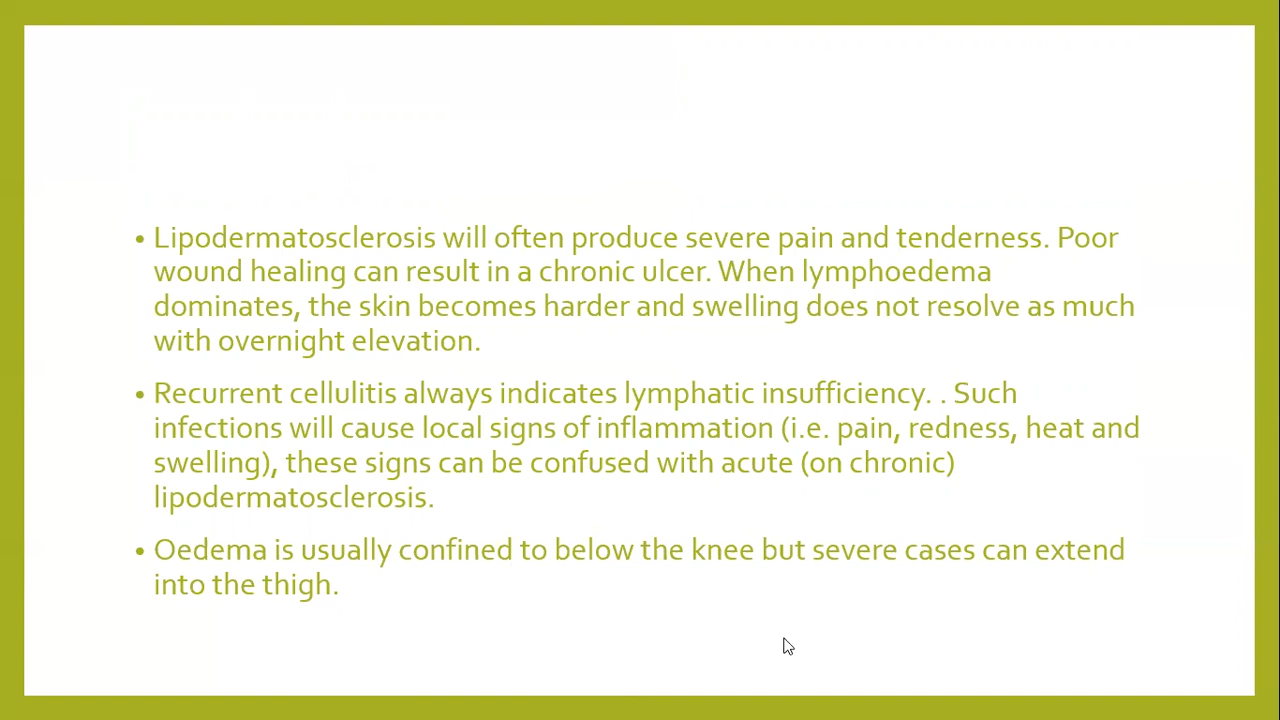 • Lipodermatosclerosis will often produce severe pain and tenderness. Poor
wound healing can result in a chronic ulcer. When lymphoedema
dominates, the skin becomes harder and swelling does not resolve as much
with overnight elevation.
• Recurrent cellulitis always indicates lymphatic insufficiency. . Such
infections will cause local signs of inflammation (i.e. pain, redness, heat and
swelling), these signs can be confused with acute (on chronic)
lipodermatosclerosis.
• Oedema is usually confined to below the knee but severe cases can extend
into the thigh.